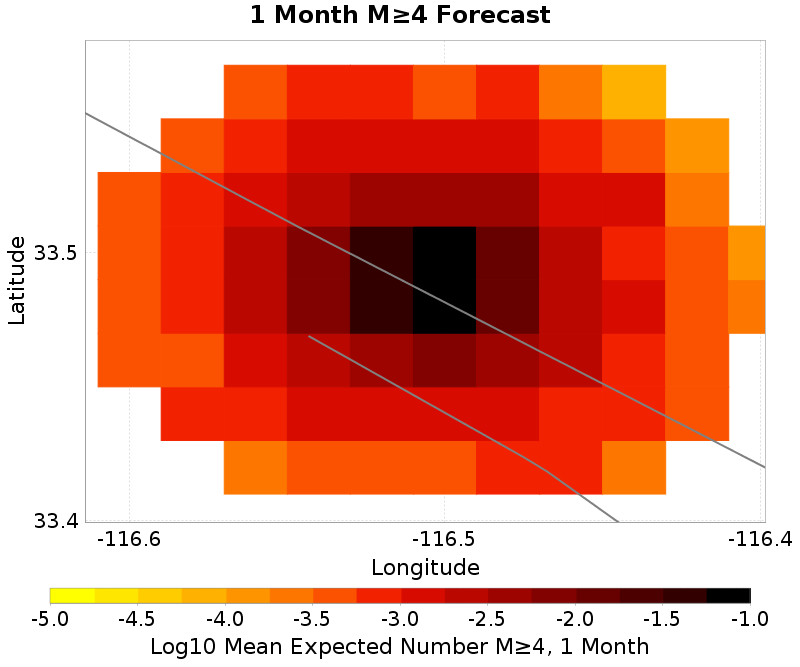 1 Month M≥4 Forecast
Latitude
33.5
33.4
-116.6 -116.5 -116.4
Longitude
-5.0 -4.5 -4.0 -3.5 -3.0 -2.5 -2.0 -1.5 -1.0
Log10 Mean Expected Number M≥4, 1 Month